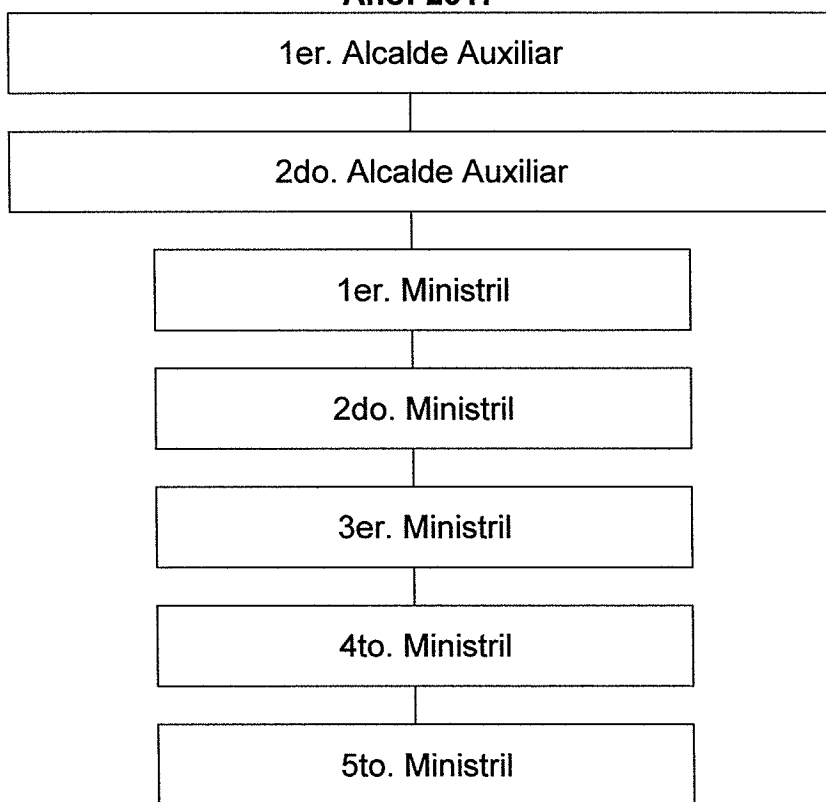 1er. Alcalde Auxiliar
2do. Alcalde Auxiliar
1er. Ministril
2do. Ministril
3er. Ministril
4to. Ministril
5to. Ministril